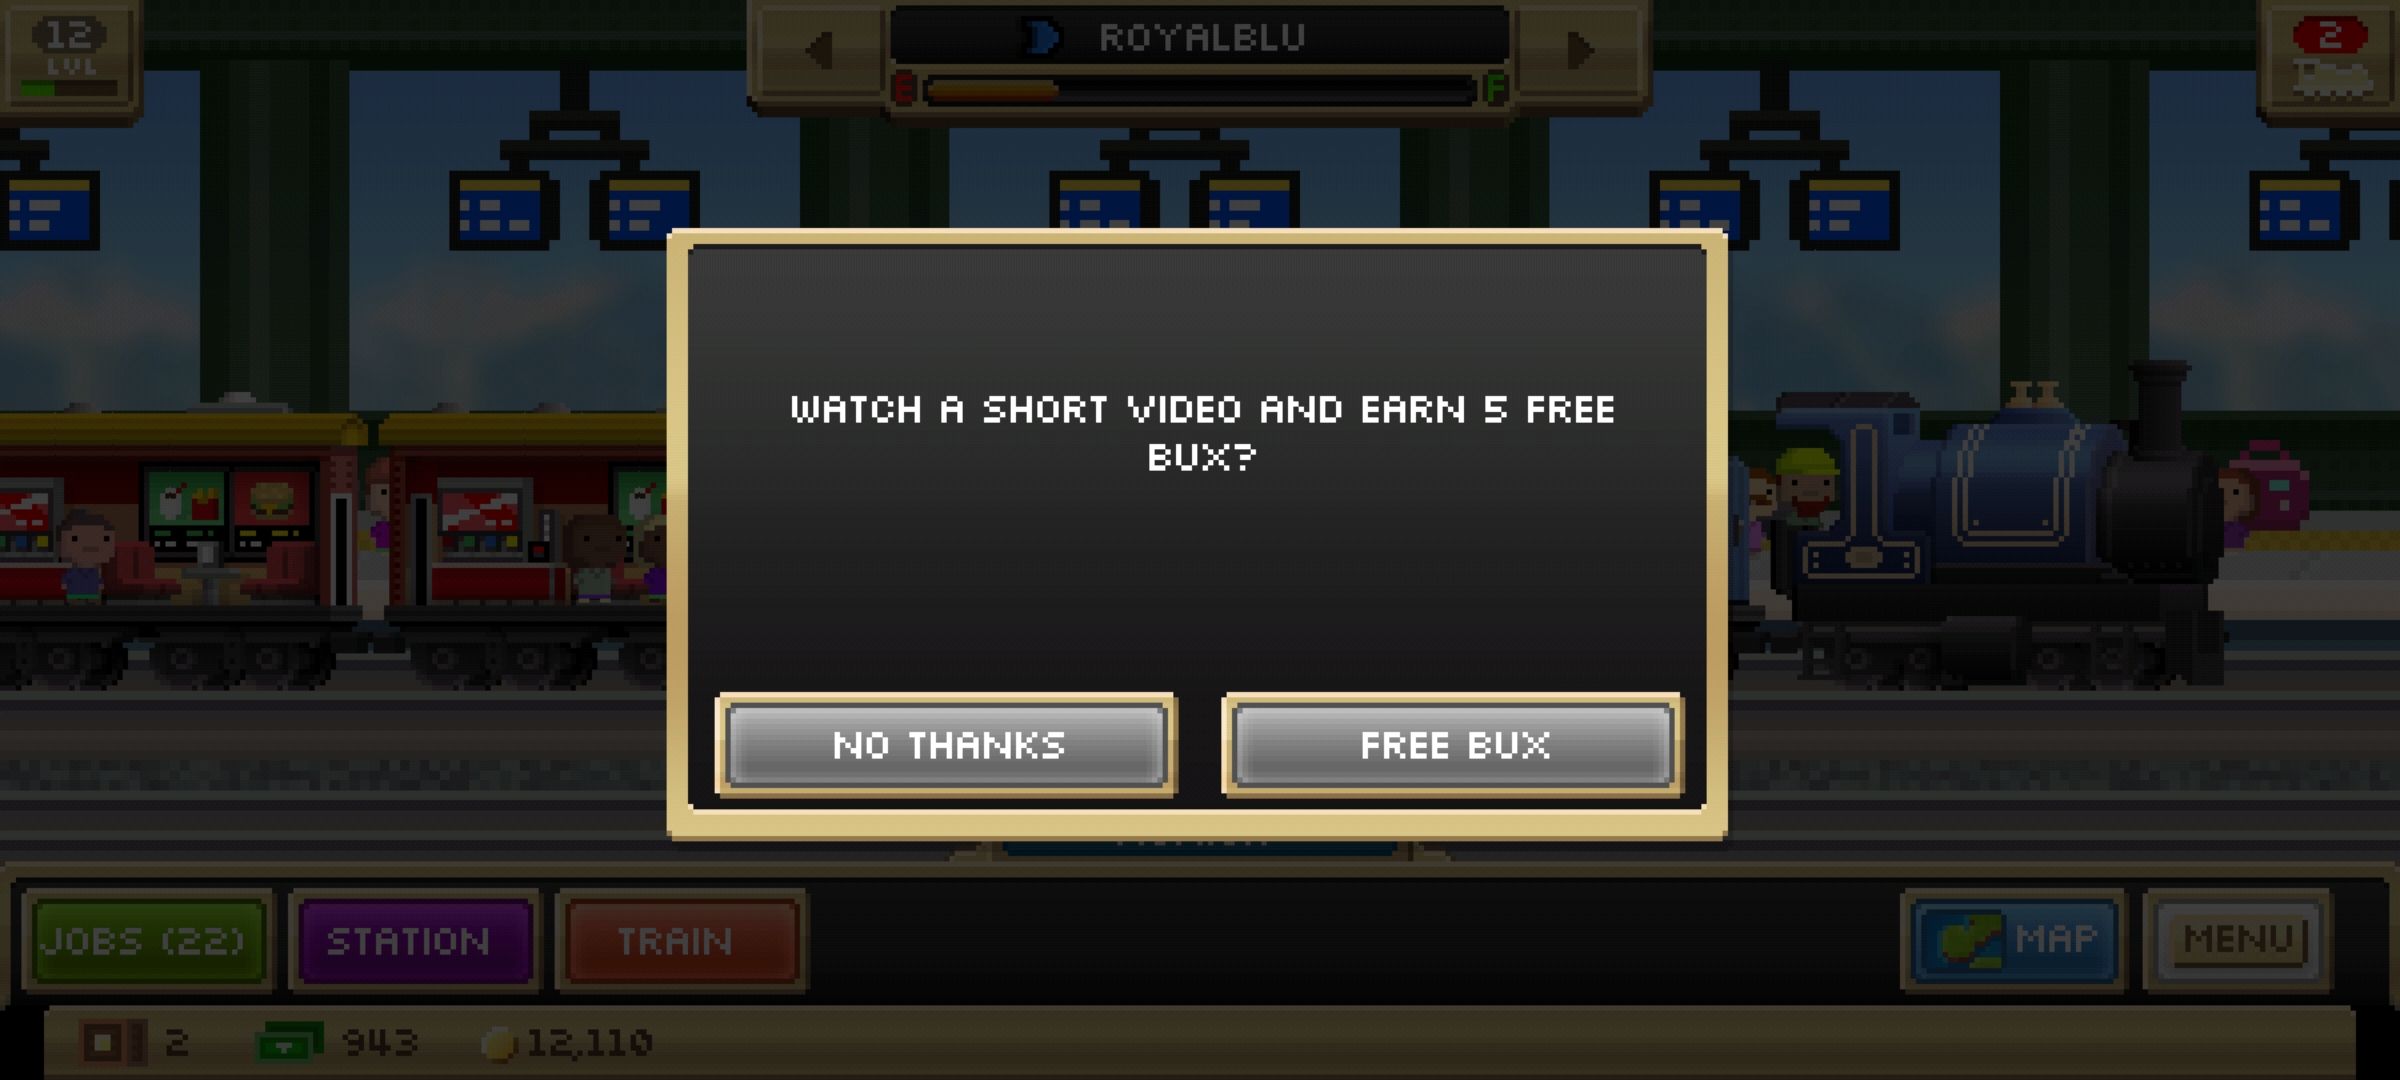 12
LVL
ROYALBLU
E
F
2
WATCH A SHORT VIDEO AND EARN 5 FREE
BUX?
NO THANKS
FREE BUX
JOBS (22)
STATION
TRAIN
MAP
MENU
2
943
12,110